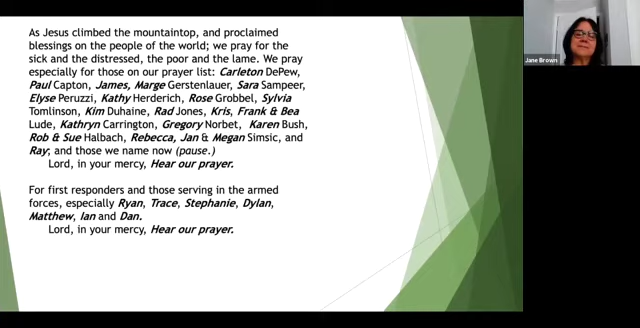 As Jesus climbed the mountaintop, and proclaimed
blessings on the people of the world; we pray for the
sick and the distressed, the poor and the lame. We pray
especially for those on our prayer list: Carleton DePew,
Paul Capton, James, Marge Gerstenlauer, Sara Sampeer,
Elyse Peruzzi, Kathy Herderich, Rose Grobbel, Sylvia
Tomlinson, Kim Duhaine, Rad Jones, Kris, Frank & Bea
Lude, Kathryn Carrington, Gregory Norbet, Karen Bush,
Rob & Sue Halbach, Rebecca, Jan & Megan Simsic, and
Ray; and those we name now (pause.)
Lord, in your mercy, Hear our prayer.
For first responders and those serving in the armed
forces, especially Ryan, Trace, Stephanie, Dylan,
Matthew, Ian and Dan.
Lord, in your mercy, Hear our prayer.
Jane Brown